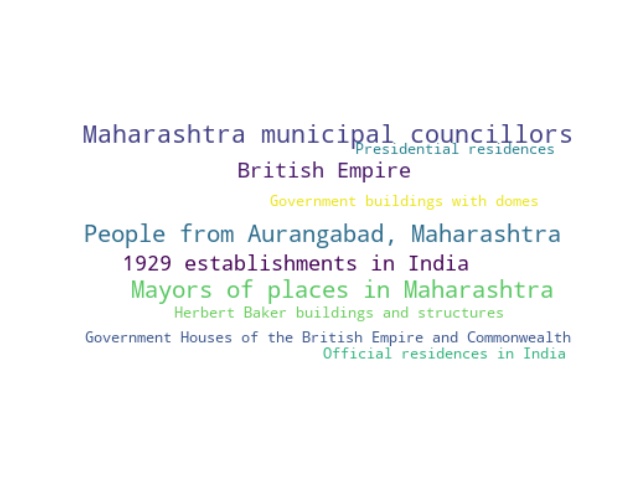 Maharashtra municipal councillors
Presidential residences
British Empire
Government buildings with domes
People from Aurangabad, Maharashtra
1929 establishments in India
Mayors of places in Maharashtra
Herbert Baker buildings and structures
Government Houses of the British Empire and Commonwealth
Official residences in India